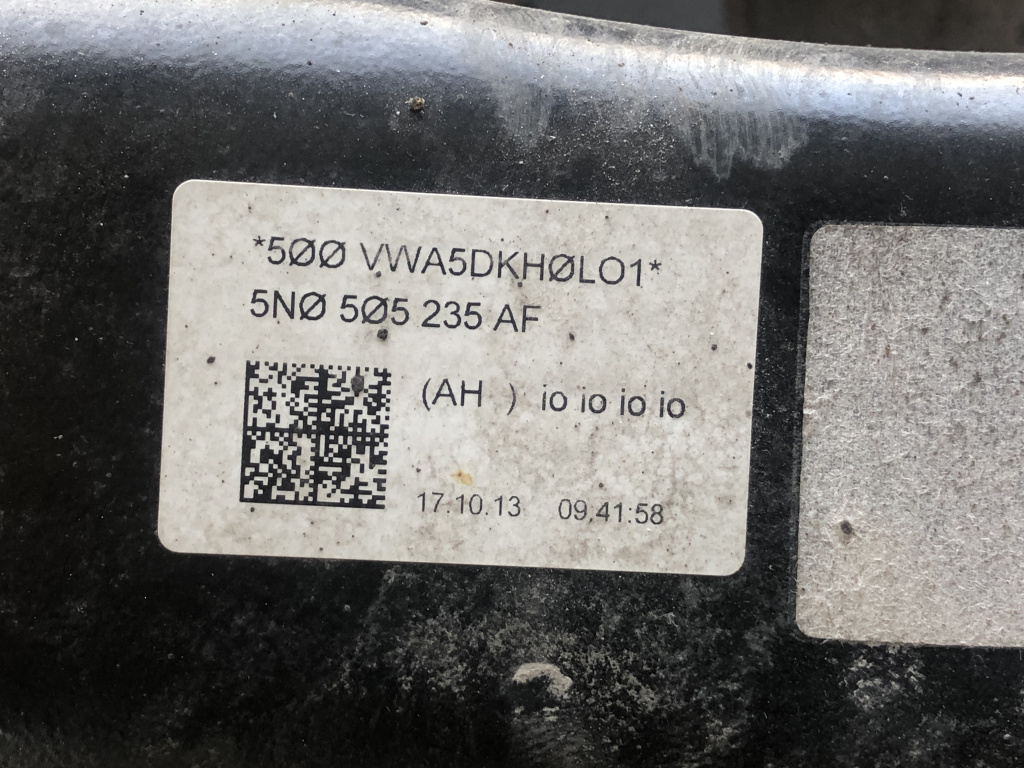 *5ØØ VWA5DKHØLO1*
5NØ 5Ø5 235 AF
(AH ) io io io io
17.10.13 09:41:58